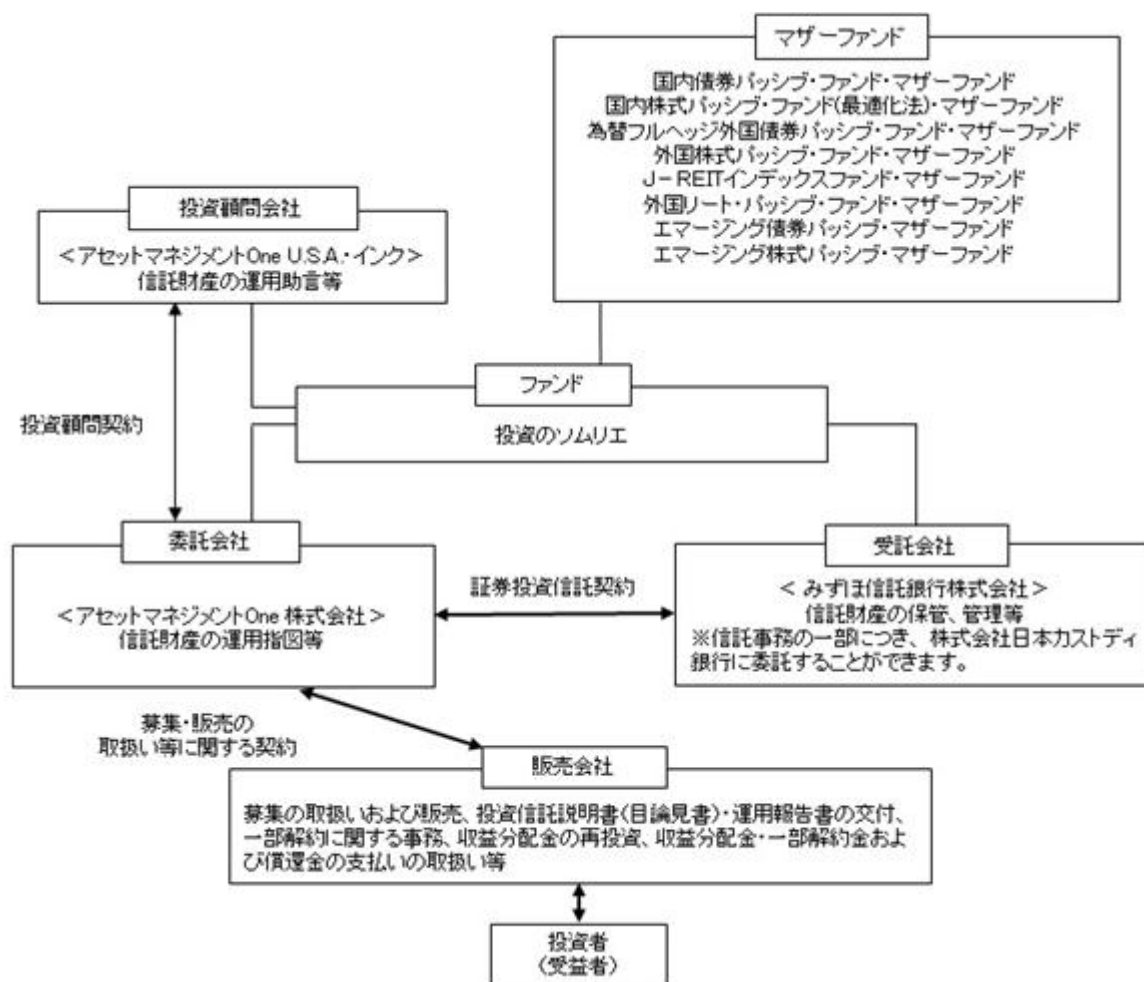 マザーファンド
国内債券パッシブ・ファンド・マザーファンド
国内株式パッシブ・ファンド(最適化法)・マザーファンド
為替フルヘッジ外国債券パッシブ・ファンド・マザーファンド
外国株式パッシブ・ファンド・マザーファンド
J-REITインデックスファンド・マザーファンド
外国リート・パッシブ・ファンド・マザーファンド
エマージング債券パッシブ・マザーファンド
エマージング株式パッシブ・マザーファンド
投資顧問会社
<アセットマネジメントOne U.S.A.・インク>
信託財産の運用助言等
ファンド
投資のソムリエ
投資顧問契約
委託会社
<アセットマネジメントOne 株式会社>
信託財産の運用指図等
証券投資信託契約
受託会社
< みずほ信託銀行株式会社>
信託財産の保管、管理等
※信託事務の一部につき、株式会社日本カストディ
銀行に委託することができます。
募集・販売の
取扱い等に関する契約
販売会社
募集の取扱いおよび販売、投資信託説明書(目論見書)・運用報告書の交付、
一部解約に関する事務、収益分配金の再投資、収益分配金・一部解約金およ
び償還金の支払いの取扱い等
投資者
(受益者)